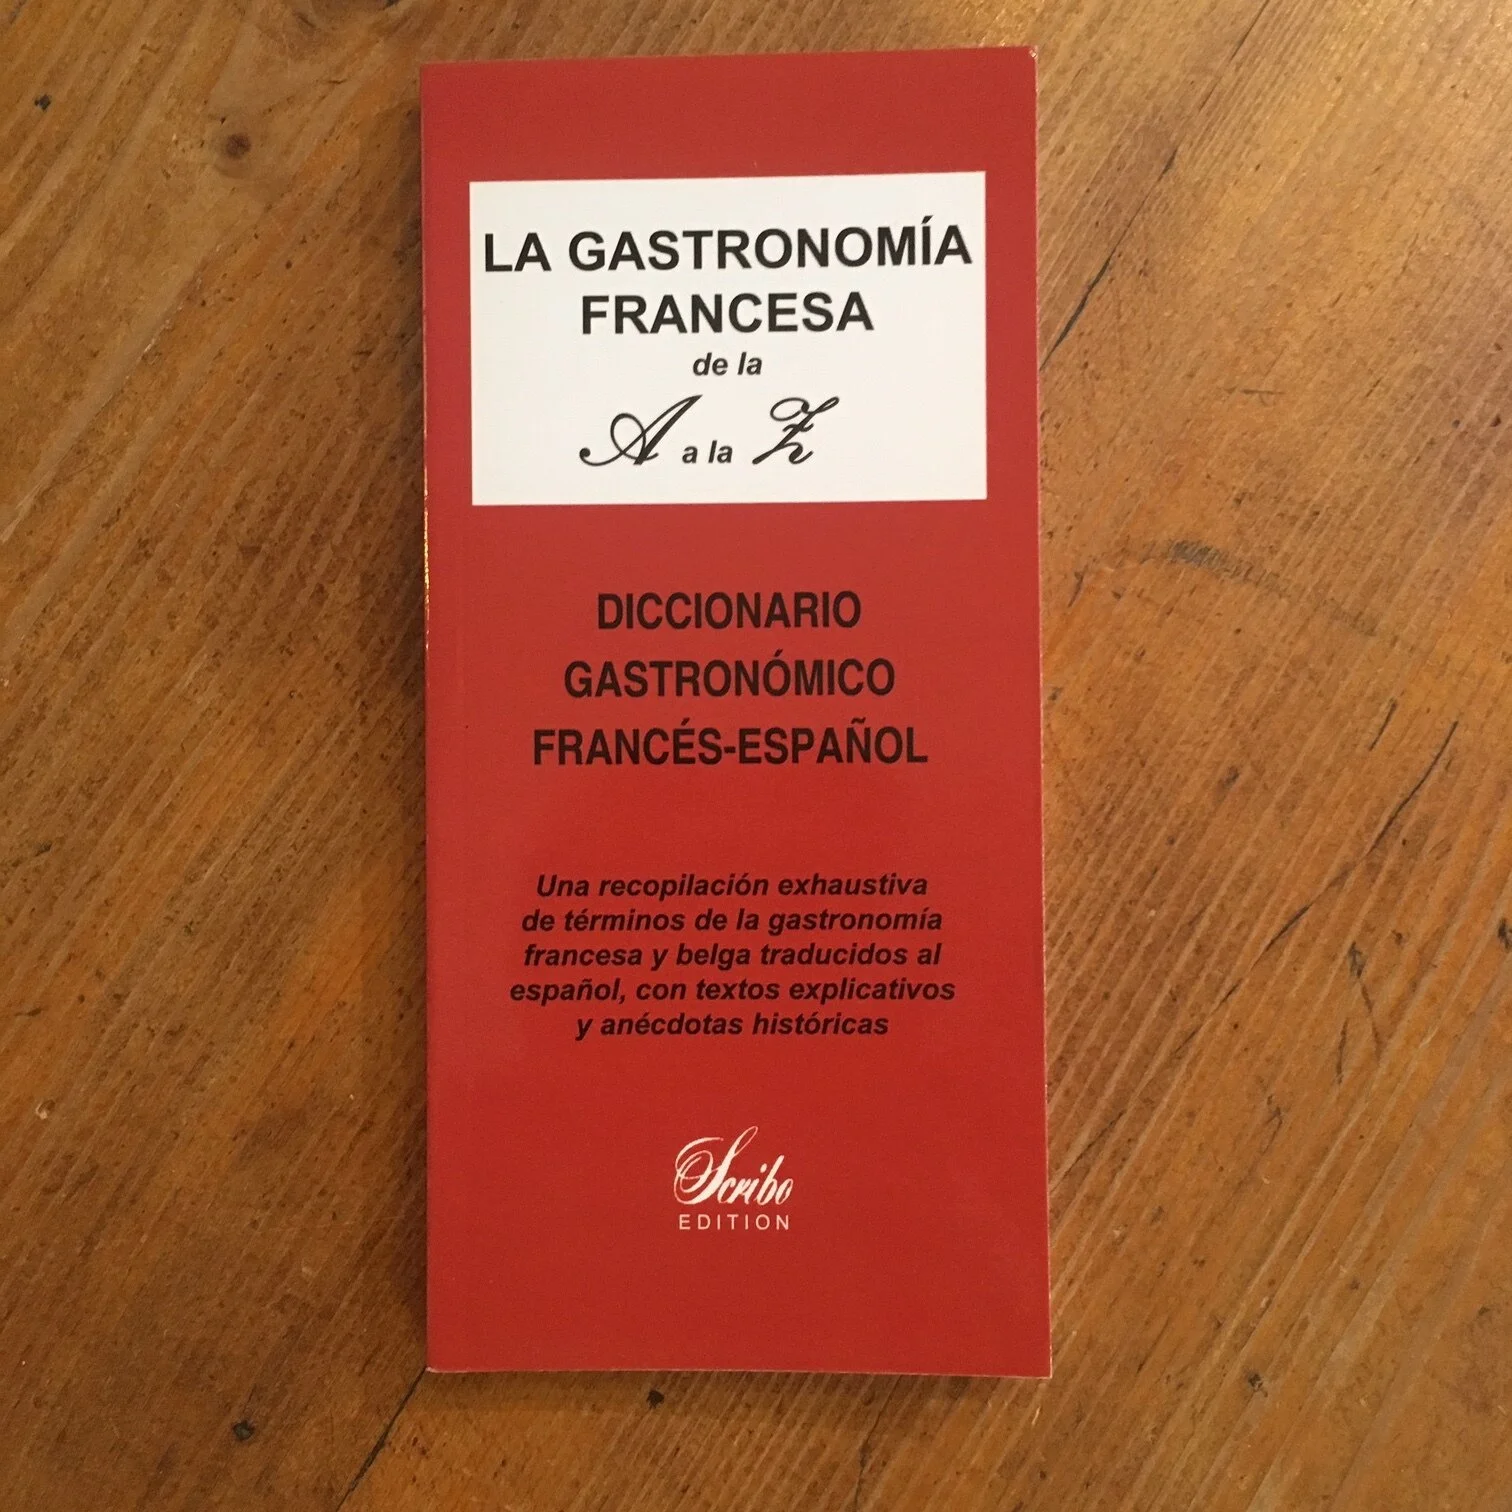 LA GASTRONOMÍA
FRANCESA
de la
A a la Z
DICCIONARIO
GASTRONÓMICO
FRANCÉS-ESPAÑOL
Una recopilación exhaustiva
de términos de la gastronomía
francesa y belga traducidos al
español, con textos explicativos
y anécdotas históricas
Scribo
EDITION